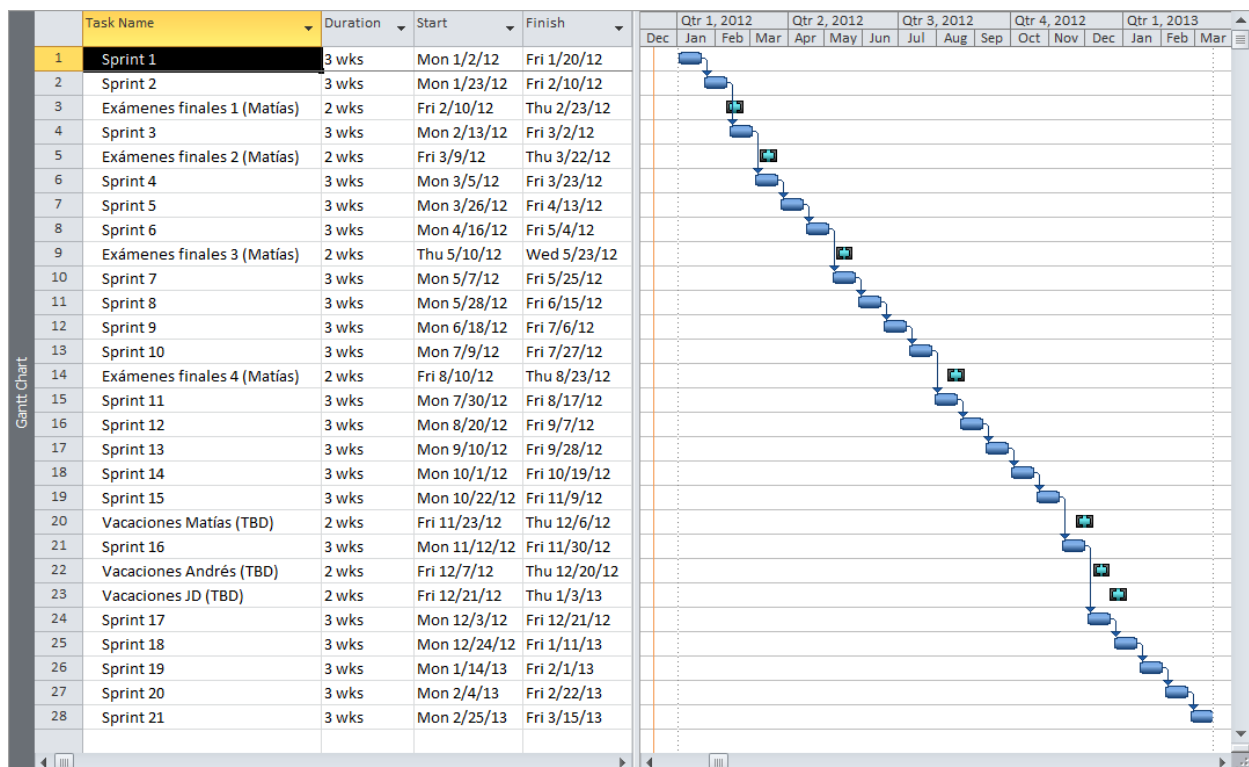 Task Name Duration Start Finish Qtr 1, 2012 Qtr 2, 2012 Qtr 3, 2012 Qtr 4, 2012 Qtr 1, 2013
Dec Jan Feb Mar Apr May Jun Jul Aug Sep Oct Nov Dec Jan Feb Mar
1 Sprint 1 3 wks Mon 1/2/12 Fri 1/20/12
2 Sprint 2 3 wks Mon 1/23/12 Fri 2/10/12
3 Exámenes finales 1 (Matías) 2 wks Fri 2/10/12 Thu 2/23/12
4 Sprint 3 3 wks Mon 2/13/12 Fri 3/2/12
5 Exámenes finales 2 (Matías) 2 wks Fri 3/9/12 Thu 3/22/12
6 Sprint 4 3 wks Mon 3/5/12 Fri 3/23/12
7 Sprint 5 3 wks Mon 3/26/12 Fri 4/13/12
8 Sprint 6 3 wks Mon 4/16/12 Fri 5/4/12
9 Exámenes finales 3 (Matías) 2 wks Thu 5/10/12 Wed 5/23/12
10 Sprint 7 3 wks Mon 5/7/12 Fri 5/25/12
11 Sprint 8 3 wks Mon 5/28/12 Fri 6/15/12
12 Sprint 9 3 wks Mon 6/18/12 Fri 7/6/12
13 Sprint 10 3 wks Mon 7/9/12 Fri 7/27/12
14 Exámenes finales 4 (Matías) 2 wks Fri 8/10/12 Thu 8/23/12
15 Sprint 11 3 wks Mon 7/30/12 Fri 8/17/12
16 Sprint 12 3 wks Mon 8/20/12 Fri 9/7/12
17 Sprint 13 3 wks Mon 9/10/12 Fri 9/28/12
18 Sprint 14 3 wks Mon 10/1/12 Fri 10/19/12
19 Sprint 15 3 wks Mon 10/22/12 Fri 11/9/12
20 Vacaciones Matías (TBD) 2 wks Fri 11/23/12 Thu 12/6/12
21 Sprint 16 3 wks Mon 11/12/12 Fri 11/30/12
22 Vacaciones Andrés (TBD) 2 wks Fri 12/7/12 Thu 12/20/12
23 Vacaciones JD (TBD) 2 wks Fri 12/21/12 Thu 1/3/13
24 Sprint 17 3 wks Mon 12/3/12 Fri 12/21/12
25 Sprint 18 3 wks Mon 12/24/12 Fri 1/11/13
26 Sprint 19 3 wks Mon 1/14/13 Fri 2/1/13
27 Sprint 20 3 wks Mon 2/4/13 Fri 2/22/13
28 Sprint 21 3 wks Mon 2/25/13 Fri 3/15/13
Gantt Chart